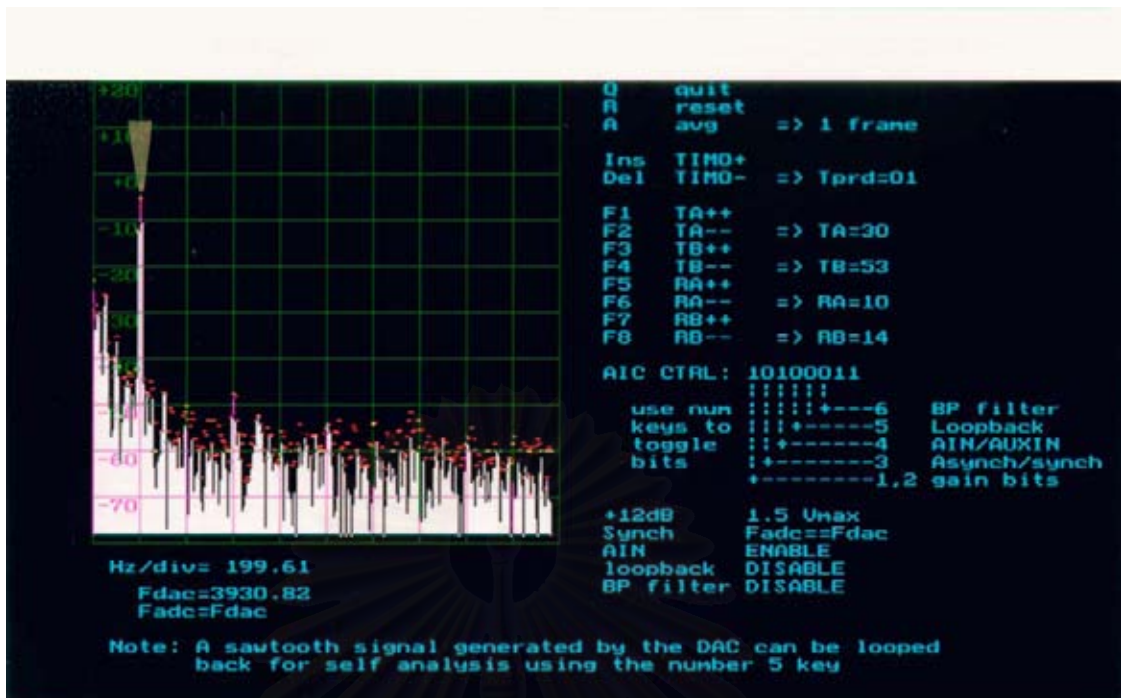 +20
+10
+0
-10
-20
-30
-60
-70
Hz/div= 199.61
Fdac=3930.82
Fadc=Fdac
Q quit
R reset
A avg => 1 frame
Ins TIM0+
Del TIM0- => Tprd=01
F1 TA++
F2 TA-- => TA=30
F3 TB++
F4 TB-- => TB=53
F5 RA++
F6 RA-- => RA=10
F7 RB++
F8 RB-- => RB=14
AIC CTRL: 10100011
use num ¦¦¦¦¦+---6 BP filter
keys to ¦¦¦+-----5 Loopback
toggle ¦¦+------4 AIN/AUXIN
bits ¦+-------3 Asynch/synch
+--------1,2 gain bits
+12dB 1.5 Vmax
Synch Fadc==Fdac
AIN ENABLE
loopback DISABLE
BP filter DISABLE
Note: A sawtooth signal generated by the DAC can be looped
back for self analysis using the number 5 key